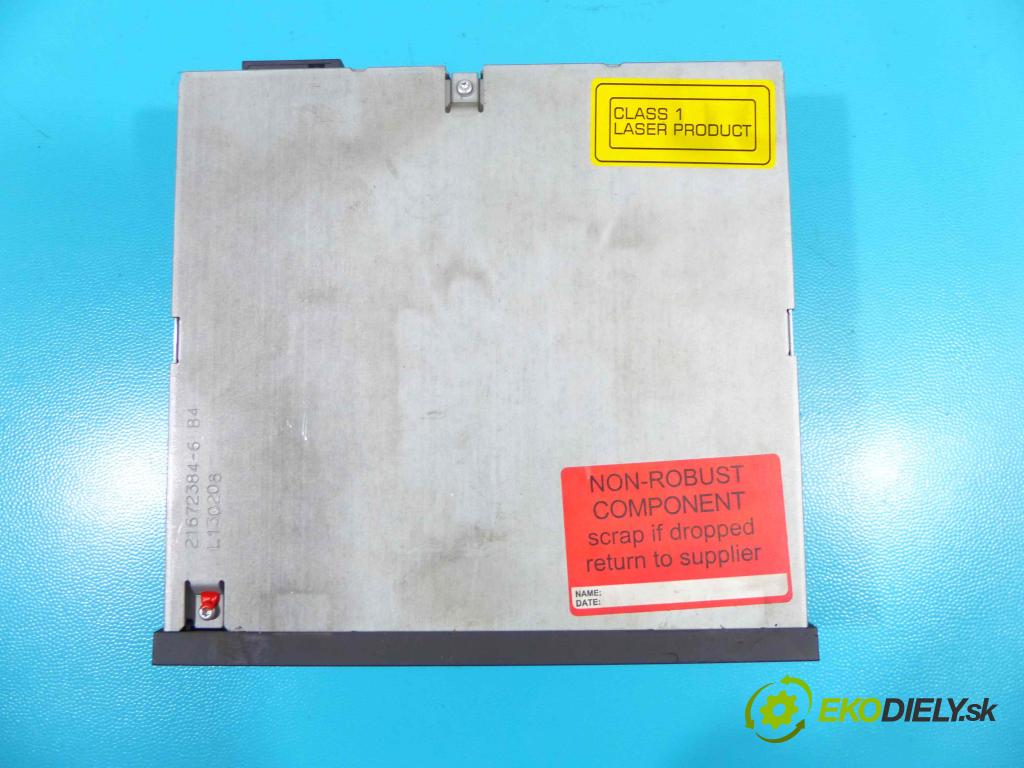 CLASS 1
LASER PRODUCT
21672384-6 B4
L130208
NON-ROBUST
COMPONENT
scrap if dropped
return to supplier
NAME:
DATE:
EKODIELY.sk